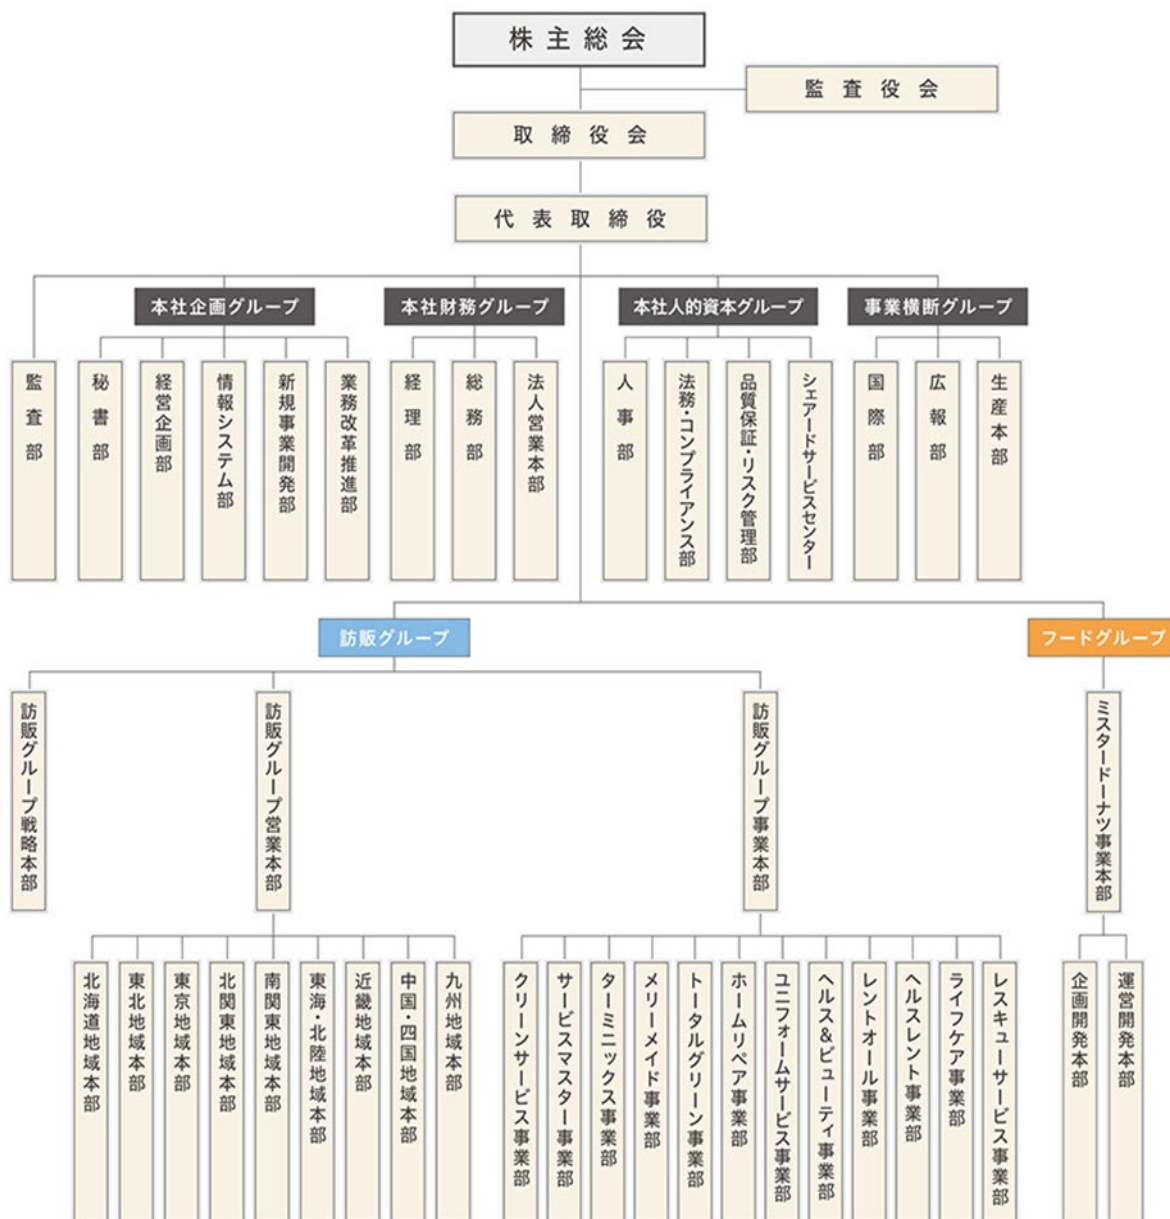 株主総会
監査役会
取締役会
代表取締役
本社企画グループ
本社財務グループ
本社人的資本グループ
事業横断グループ
監査部
秘書部
経営企画部
情報システム部
新規事業開発部
業務改革推進部
経理部
総務部
法人営業本部
人事部
法務・コンプライアンス部
品質保証・リスク管理部
シェアードサービスセンター
国際部
広報部
生産本部
訪販グループ
フードグループ
訪販グループ戦略本部
訪販グループ営業本部
訪販グループ事業本部
ミスタードーナツ事業本部
北海道地域本部
東北地域本部
東京地域本部
北関東地域本部
南関東地域本部
東海・北陸地域本部
近畿地域本部
中国・四国地域本部
九州地域本部
クリーンサービス事業部
サービスマスター事業部
ターミニックス事業部
メリーメイド事業部
トータルグリーン事業部
ホームリペア事業部
ユニフォームサービス事業部
ヘルス&ビューティ事業部
レントオール事業部
ヘルスレント事業部
ライフケア事業部
レスキューサービス事業部
企画開発本部
運営開発本部